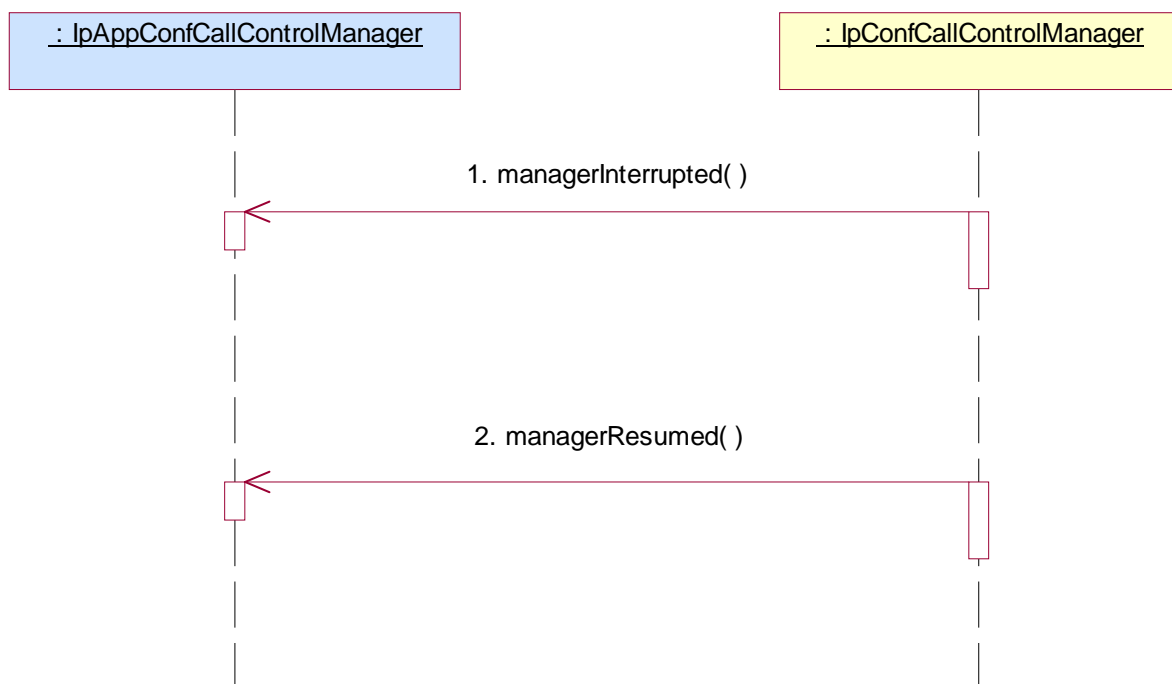 : IpAppConfCallControlManager
: IpConfCallControlManager
1. managerInterrupted( )
2. managerResumed( )